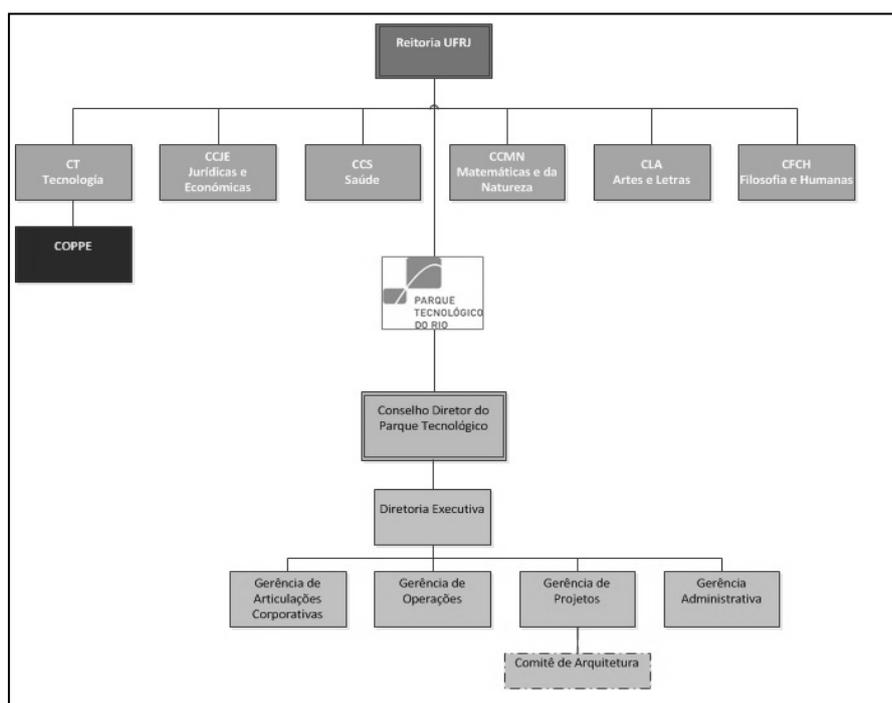 Reitoria UFRJ
CT
Tecnologia
CCJE
Jurídicas e
Económicas
CCS
Saúde
CCMN
Matemáticas e da
Natureza
CLA
Artes e Letras
CFCH
Filosofia e Humanas
COPPE
PARQUE
TECNOLÓGICO
DO RIO
Conselho Diretor do
Parque Tecnológico
Diretoria Executiva
Gerência de
Articulações
Corporativas
Gerência de
Operações
Gerência de
Projetos
Gerência
Administrativa
Comitê de Arquitetura